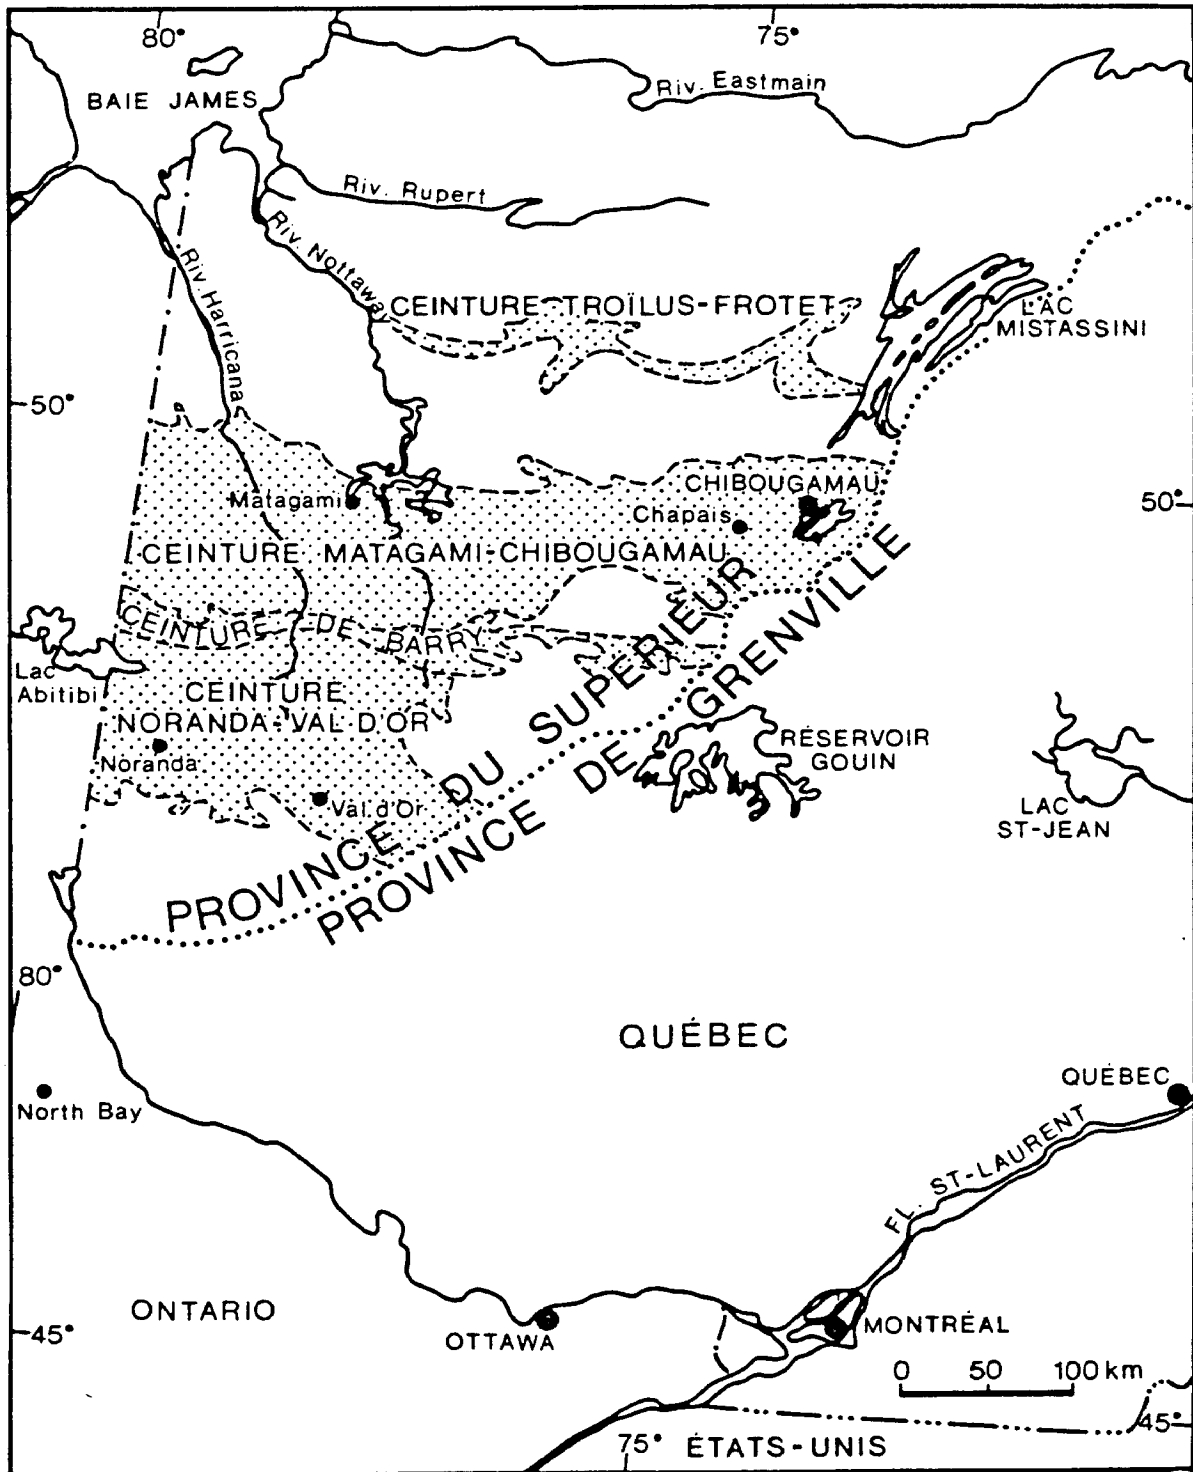 80°
75°
BAIE JAMES
Riv. Eastmain
Riv. Rupert
Riv. Nottaway
Riv. Harricana
CEINTURE TROÏLUS-FROTET
LAC
MISTASSINI
50°
CHIBOUGAMAU
Matagami
Chapais
50°
CEINTURE MATAGAMI-CHIBOUGAMAU
CEINTURE DE BARRY
Lac
Abitibi
CEINTURE
NORANDA-VAL D'OR
Noranda
Val d'Or
PROVINCE DU SUPÉRIEUR
PROVINCE DE GRENVILLE
RÉSERVOIR
GOUIN
LAC
ST-JEAN
80°
QUÉBEC
North Bay
QUÉBEC
FL. ST-LAURENT
ONTARIO
45°
OTTAWA
MONTRÉAL
0 50 100 km
45°
75°
ÉTATS-UNIS